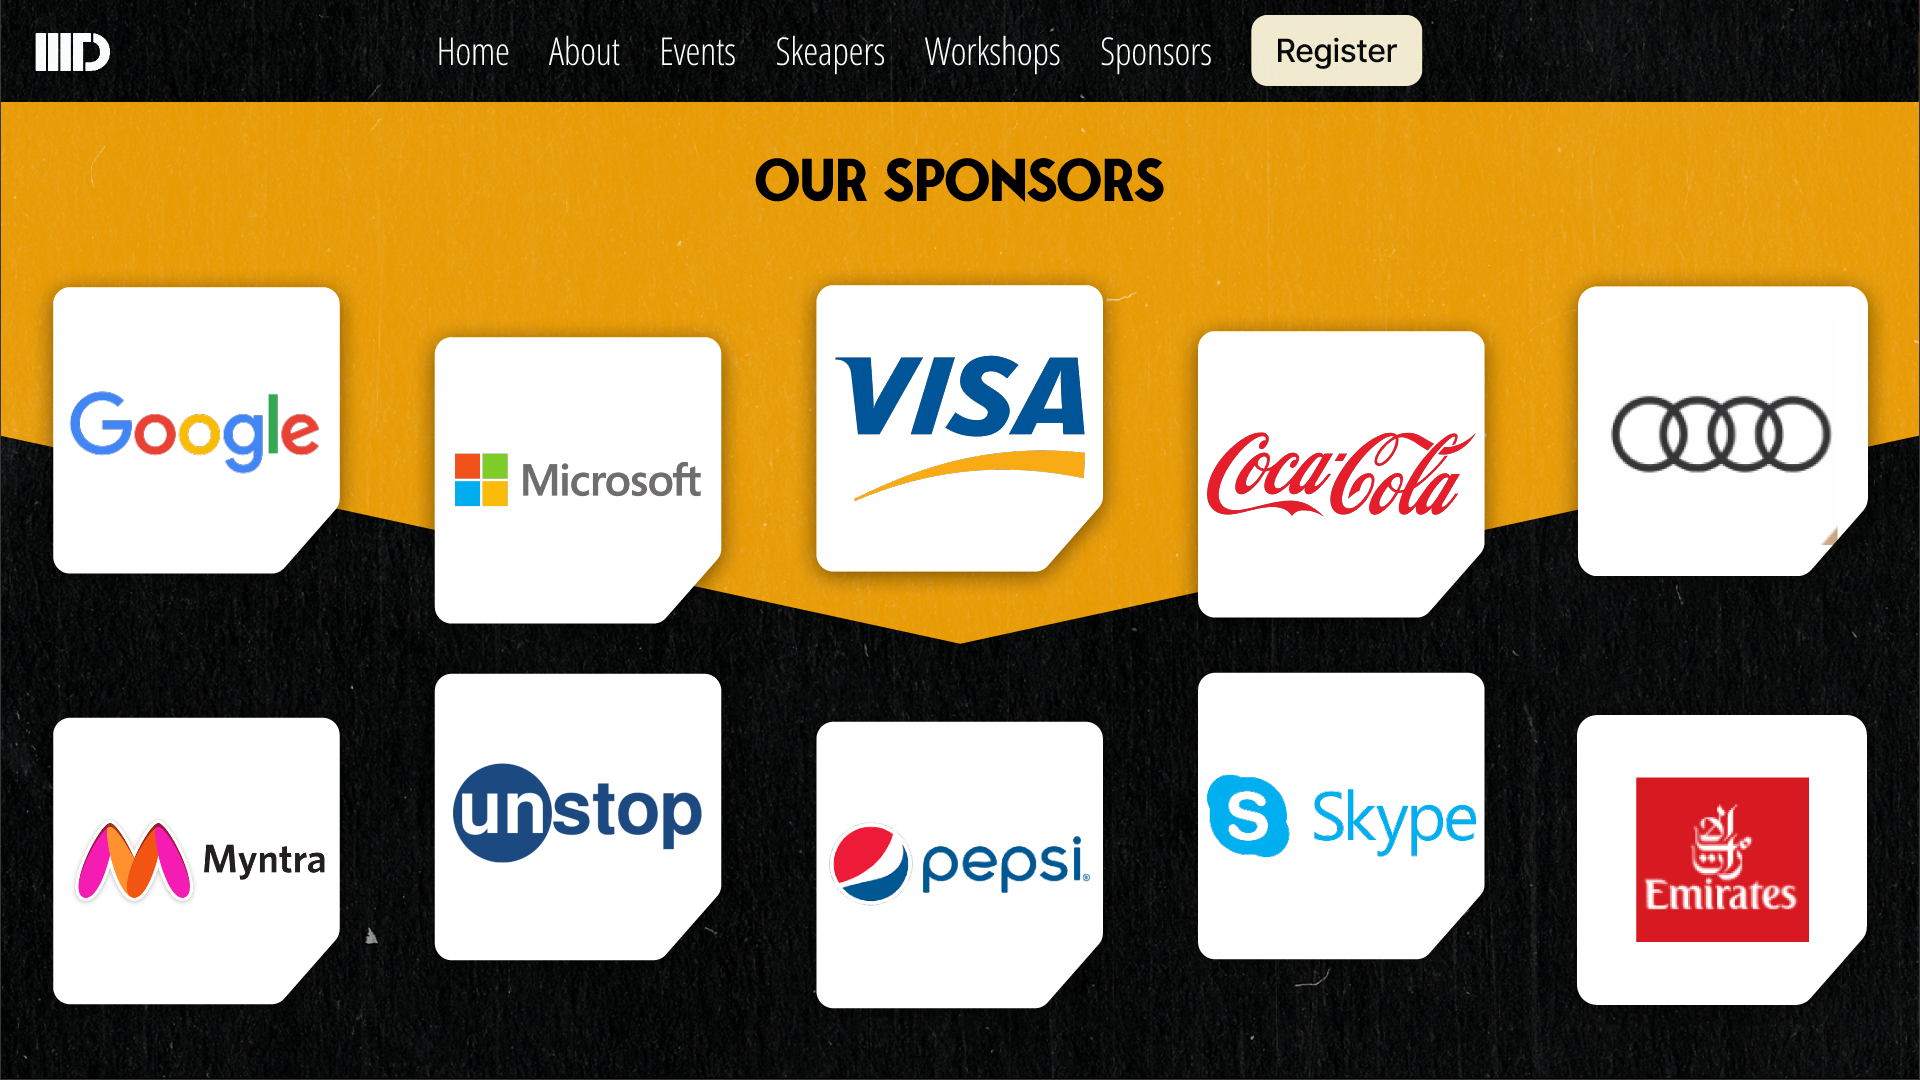 Home About Events Skeapers Workshops Sponsors Register
OUR SPONSORS
Google
Microsoft
VISA
Coca-Cola
Myntra
unstop
pepsi
S Skype
Emirates